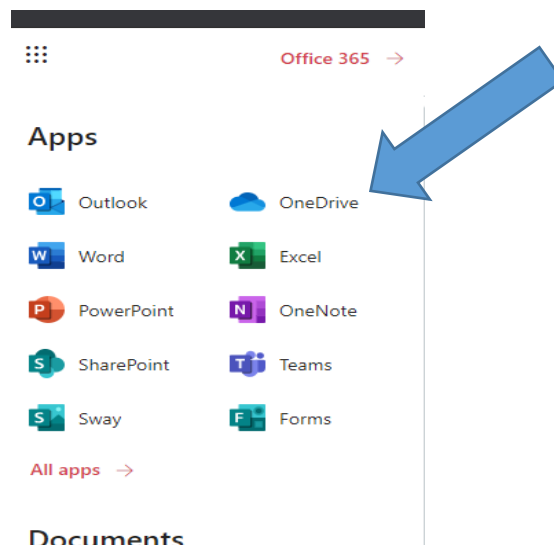 Office 365 →
Apps
Outlook OneDrive
Word Excel
PowerPoint OneNote
SharePoint Teams
Sway Forms
All apps →
Documents